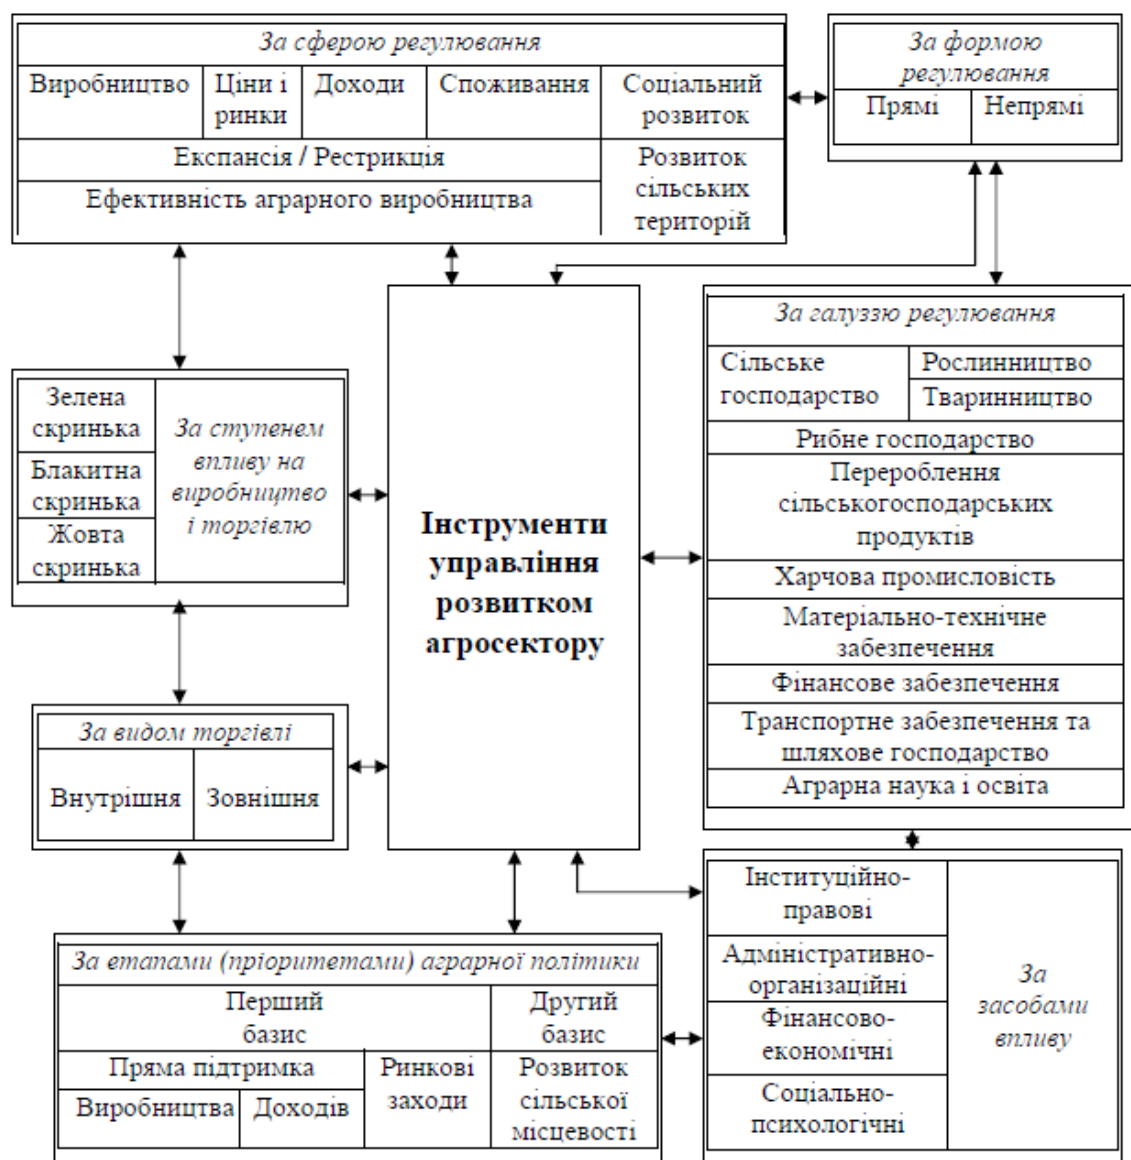 За сферою регулювання
Виробництво
Ціни і
ринки
Доходи
Споживання
Соціальний
розвиток
Експансія / Рестрикція
Ефективність аграрного виробництва
Розвиток
сільських
територій
За формою
регулювання
Прямі
Непрямі
За галуззю регулювання
Сільське
господарство
Рослинництво
Тваринництво
Рибне господарство
Перероблення
сільськогосподарських
продуктів
Харчова промисловість
Матеріально-технічне
забезпечення
Фінансове забезпечення
Транспортне забезпечення та
шляхове господарство
Аграрна наука і освіта
Зелена
скринька
Блакитна
скринька
Жовта
скринька
За ступенем
впливу на
виробництво
і торгівлю
Інструменти
управління
розвитком
агросектору
За видом торгівлі
Внутрішня
Зовнішня
За етапами (пріоритетами) аграрної політики
Перший
базис
Другий
базис
Пряма підтримка
Виробництва
Доходів
Ринкові
заходи
Розвиток
сільської
місцевості
Інституційно-
правові
Адміністративно-
організаційні
Фінансово-
економічні
Соціально-
психологічні
За
засобами
впливу